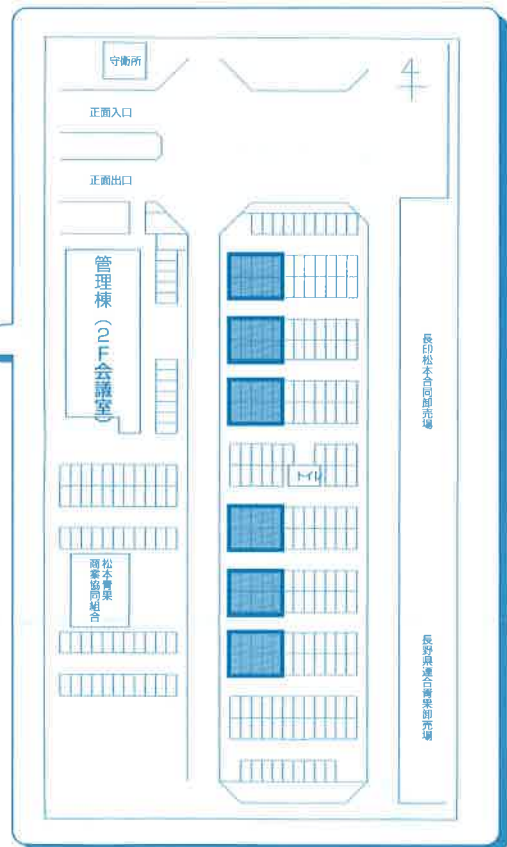 守衛所
正面入口
正面出口
管理棟（2F会議室）
長印松本合同卸売場
トイレ
松本青果
商業協同組合
長野県連合青果卸売場